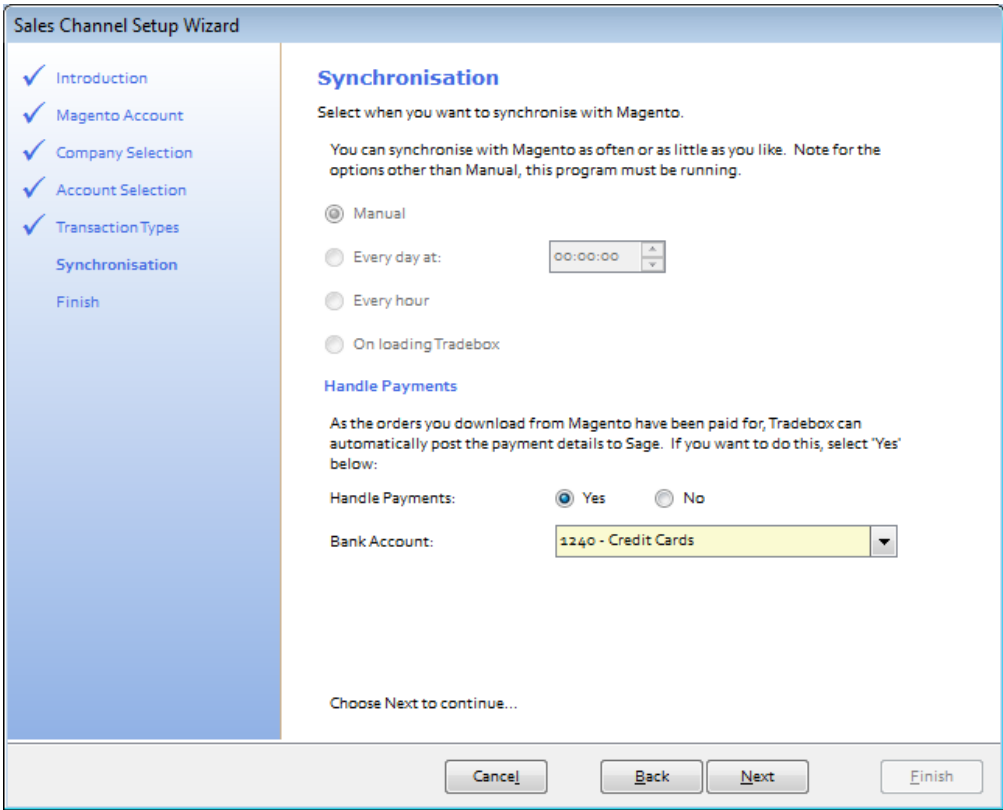 Sales Channel Setup Wizard
Introduction
Magento Account
Company Selection
Account Selection
Transaction Types
Synchronisation
Finish
Synchronisation
Select when you want to synchronise with Magento.
You can synchronise with Magento as often or as little as you like. Note for the
options other than Manual, this program must be running.
Manual
Every day at: 00:00:00
Every hour
On loading Tradebox
Handle Payments
As the orders you download from Magento have been paid for, Tradebox can
automatically post the payment details to Sage. If you want to do this, select 'Yes'
below:
Handle Payments: Yes No
Bank Account: 1240 - Credit Cards
Choose Next to continue...
Cancel Back Next Finish